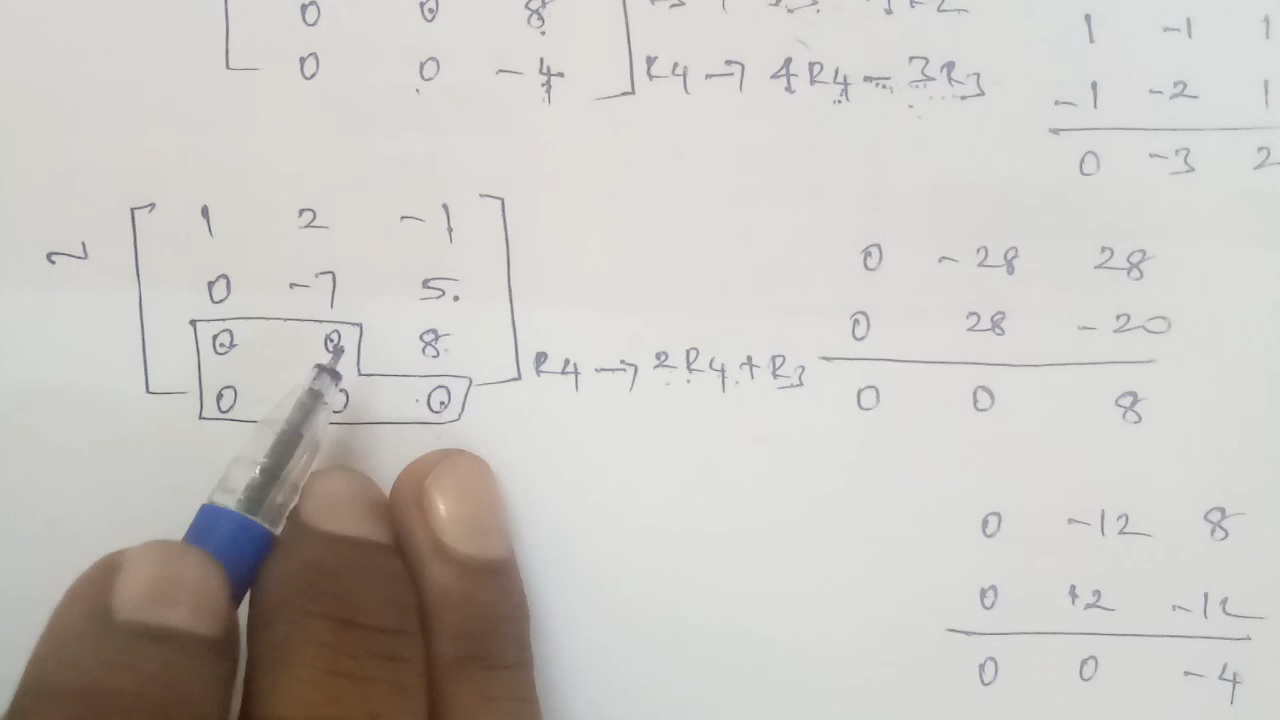 0 0 8
0 0 -4 R4 → 4R4 - 3R3
1 -1 1
-1 -2 1
0 -3 2
~ 1 2 -1
0 -7 5
0 0 8
0 0 0 R4 → 2R4 + R3
0 -28 28
0 28 -20
0 0 8
0 -12 8
0 +2 -12
0 0 -4